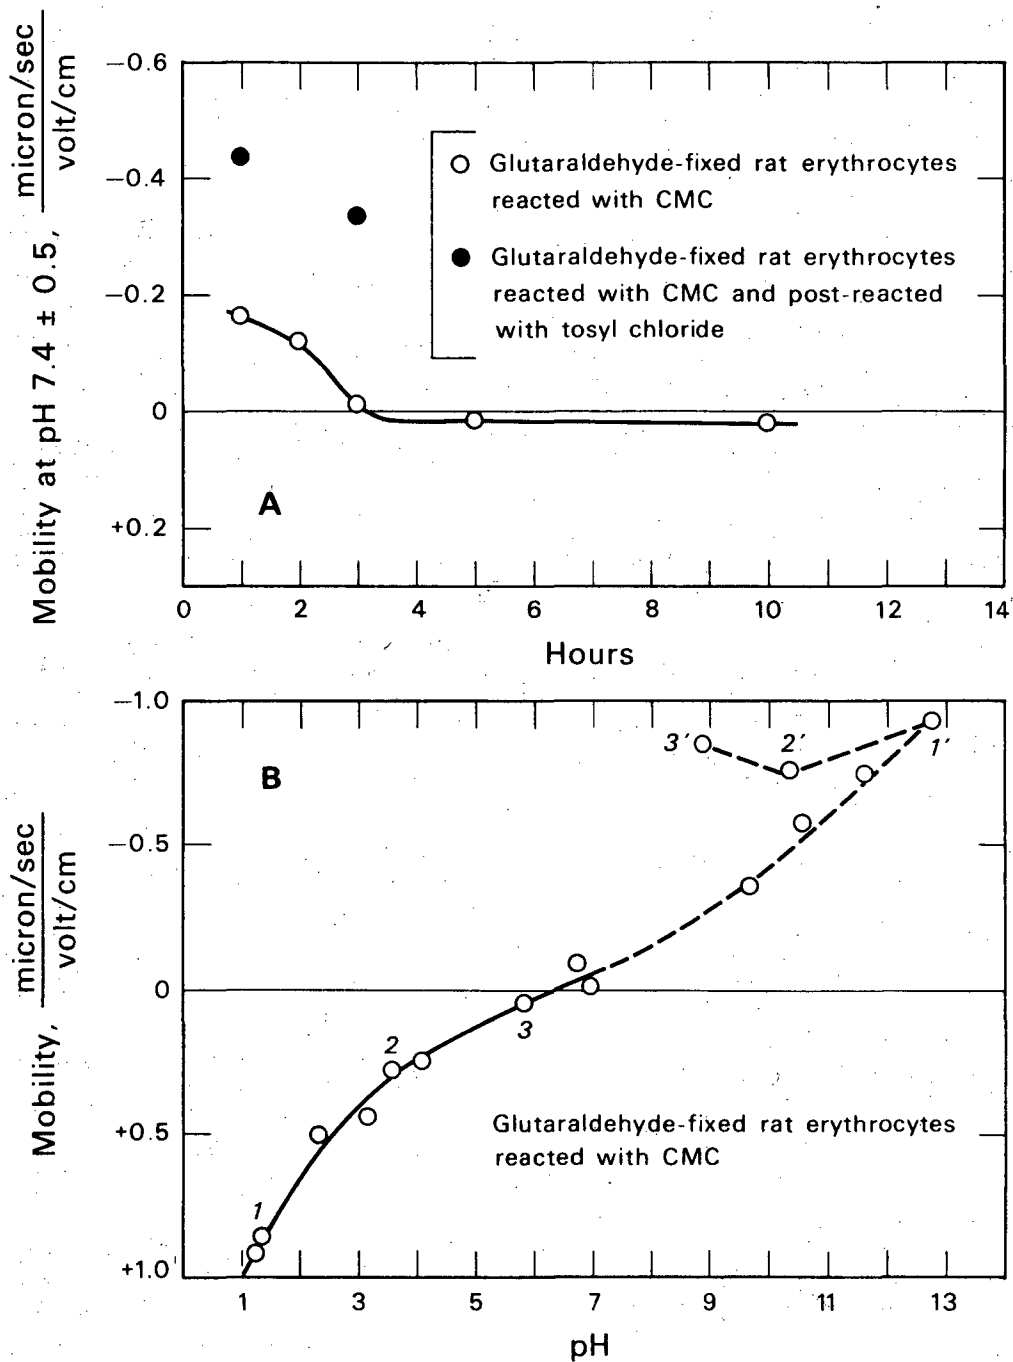 Mobility at pH 7.4 ± 0.5, micron/sec
volt/cm
−0.6
−0.4
−0.2
0
+0.2
Glutaraldehyde-fixed rat erythrocytes
reacted with CMC
Glutaraldehyde-fixed rat erythrocytes
reacted with CMC and post-reacted
with tosyl chloride
A
0 2 4 6 8 10 12 14
Hours
Mobility, micron/sec
volt/cm
−1.0
−0.5
0
+0.5
+1.0
B
3′ 2′ 1′
3
2
1
Glutaraldehyde-fixed rat erythrocytes
reacted with CMC
1 3 5 7 9 11 13
pH